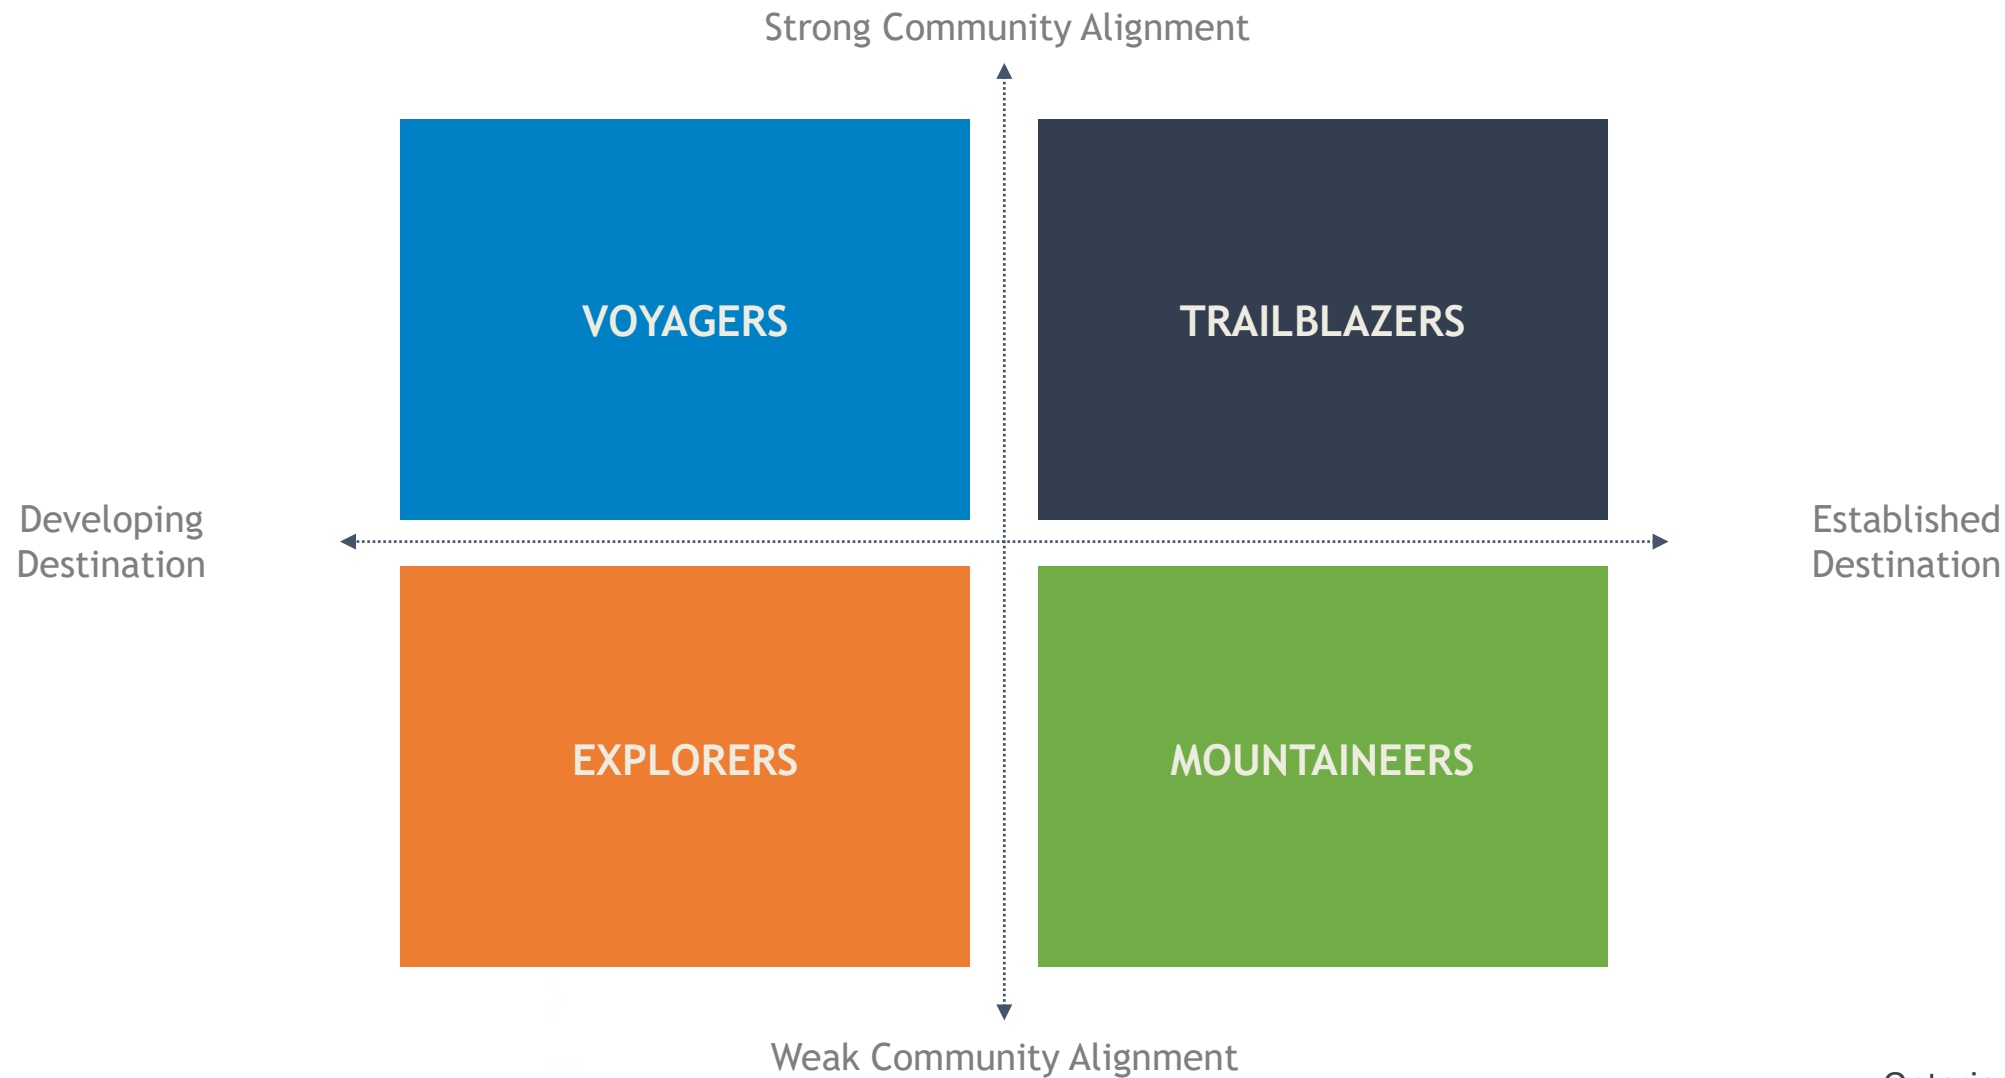 Strong Community Alignment
VOYAGERS
TRAILBLAZERS
Developing
Destination
Established
Destination
EXPLORERS
MOUNTAINEERS
Weak Community Alignment